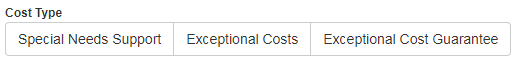 Cost Type
Special Needs Support Exceptional Costs Exceptional Cost Guarantee